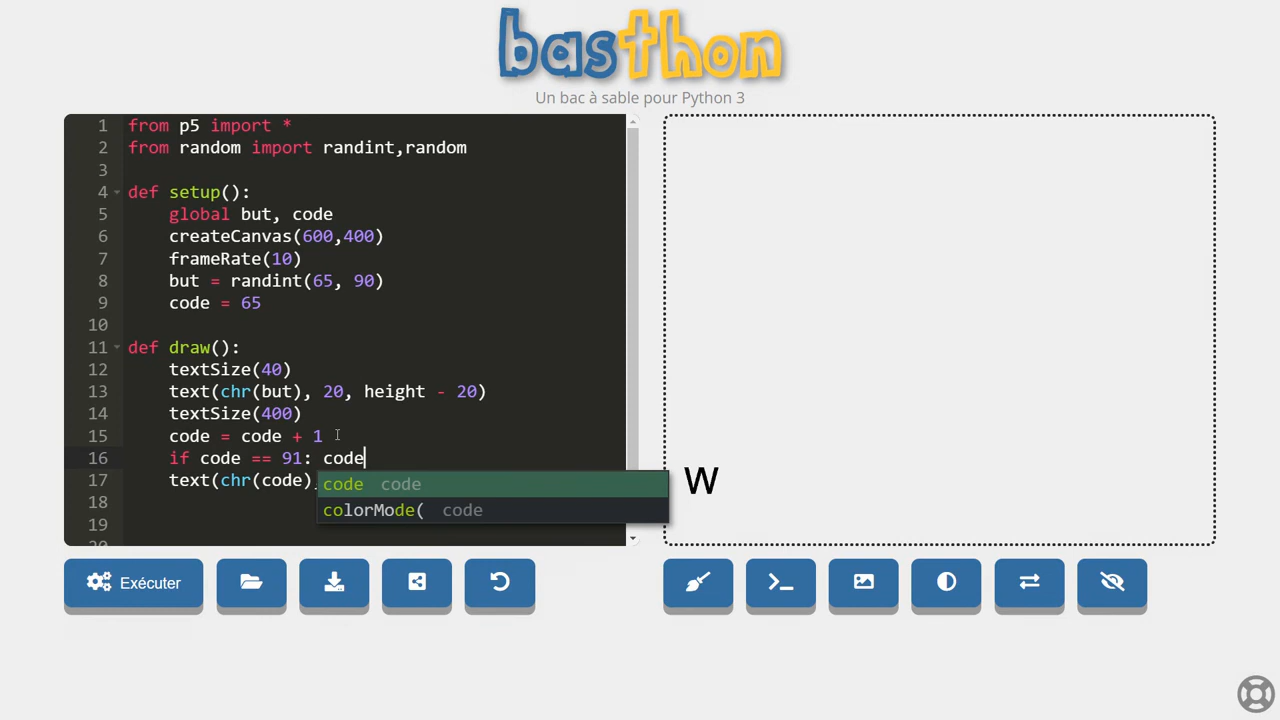 basthon
Un bac à sable pour Python 3
1 from p5 import *
2 from random import randint,random
3
4 def setup():
5 global but, code
6 createCanvas(600,400)
7 frameRate(10)
8 but = randint(65, 90)
9 code = 65
10
11 def draw():
12 textSize(40)
13 text(chr(but), 20, height - 20)
14 textSize(400)
15 code = code + 1
16 if code == 91: code
17 text(chr(code)
18
19
code code
colorMode( code
W
Exécuter